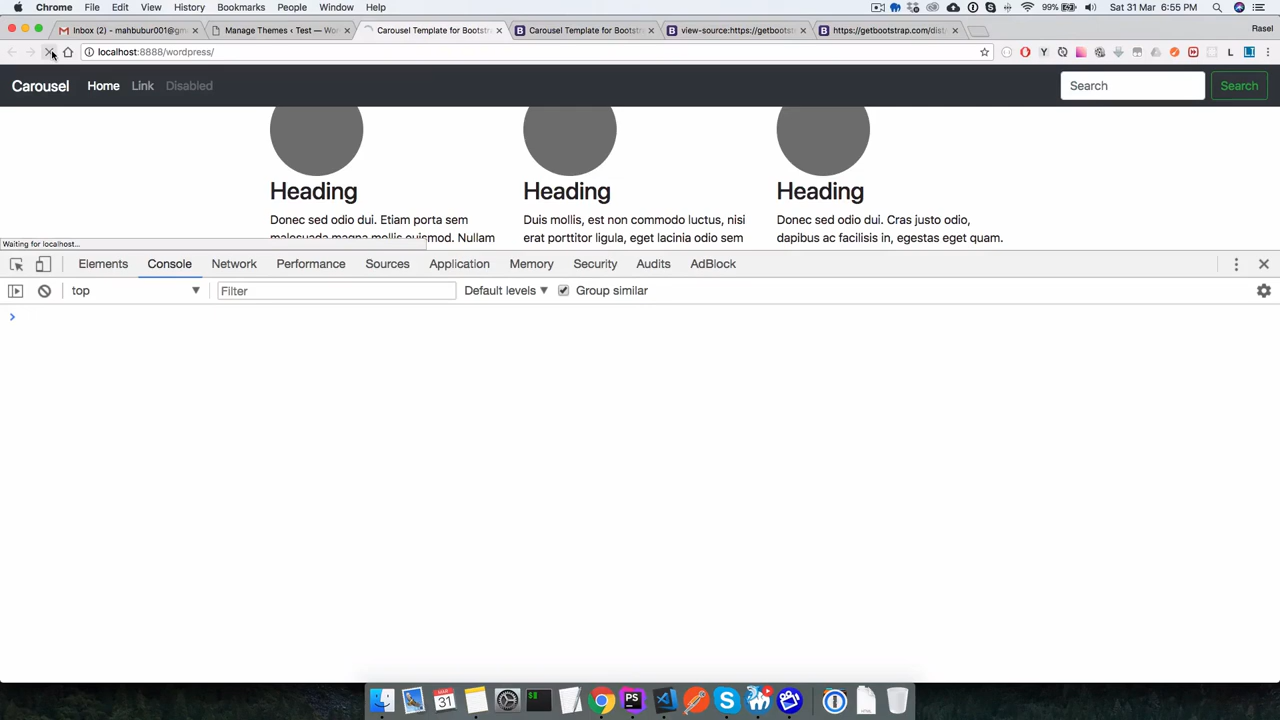 Chrome File Edit View History Bookmarks People Window Help
99% Sat 31 Mar 6:55 PM
Inbox (2) - mahbubur001@gm
Manage Themes ‹ Test — Wo
Carousel Template for Bootst
Carousel Template for Bootst
view-source:https://getbootst
https://getbootstrap.com/dist
Rasel
localhost:8888/wordpress/
Carousel Home Link Disabled
Search Search
Heading Heading Heading
Donec sed odio dui. Etiam porta sem Duis mollis, est non commodo luctus, nisi Donec sed odio dui. Cras justo odio,
malesuada magna mollis euismod. Nullam erat porttitor ligula, eget lacinia odio sem dapibus ac facilisis in, egestas eget quam.
Waiting for localhost...
Elements Console Network Performance Sources Application Memory Security Audits AdBlock
top Filter Default levels Group similar